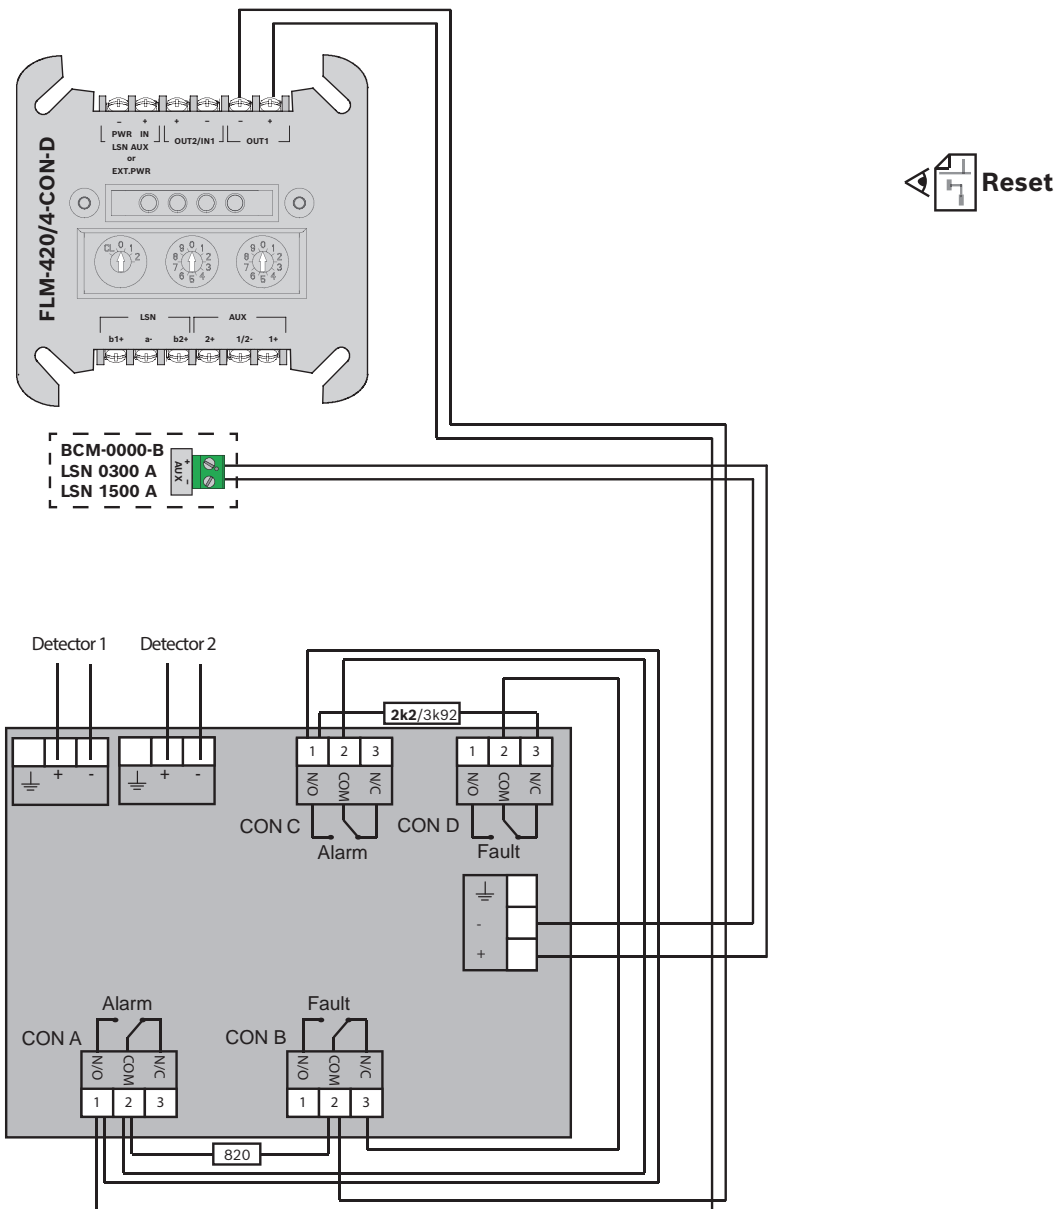 FLM-420/4-CON-D
- + + - - +
PWR IN OUT2/IN1 OUT1
LSN AUX
or
EXT.PWR
CL 0 1 2
0 1 2 3 4 5 6 7 8 9
0 1 2 3 4 5 6 7 8 9
LSN AUX
b1+ a- b2+ 2+ 1/2- 1+
Reset
BCM-0000-B
LSN 0300 A
LSN 1500 A
AUX
+
-
Detector 1 Detector 2
2k2/3k92
+ - + -
1 2 3 1 2 3
N/O COM N/C N/O COM N/C
CON C CON D
Alarm Fault
-
+
Alarm Fault
CON A CON B
N/O COM N/C N/O COM N/C
1 2 3 1 2 3
820